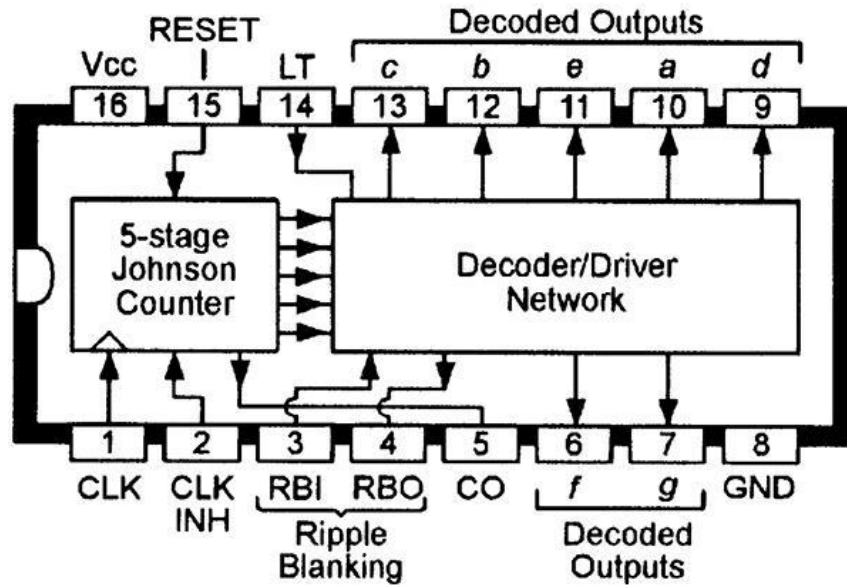 Decoded Outputs
RESET
Vcc LT c b e a d
16 15 14 13 12 11 10 9
5-stage
Johnson
Counter
Decoder/Driver
Network
1 2 3 4 5 6 7 8
CLK CLK INH RBI RBO CO f g GND
Ripple
Blanking
Decoded
Outputs